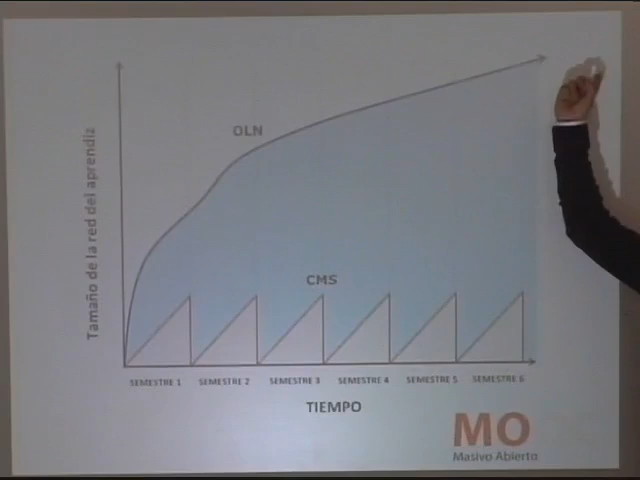 OLN
Tamaño de la red del aprendiz
CMS
SEMESTRE 1
SEMESTRE 2
SEMESTRE 3
SEMESTRE 4
SEMESTRE 5
SEMESTRE 6
TIEMPO
MO
Masivo Abierto